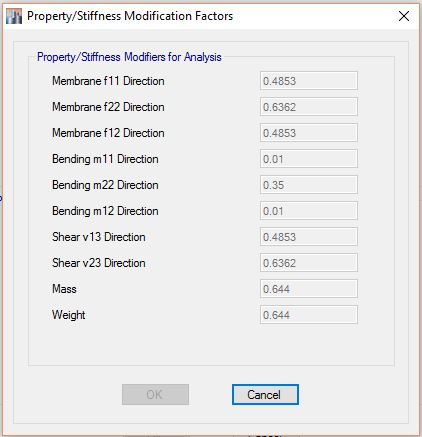 Property/Stiffness Modification Factors
Property/Stiffness Modifiers for Analysis
Membrane f11 Direction 0.4853
Membrane f22 Direction 0.6362
Membrane f12 Direction 0.4853
Bending m11 Direction 0.01
Bending m22 Direction 0.35
Bending m12 Direction 0.01
Shear v13 Direction 0.4853
Shear v23 Direction 0.6362
Mass 0.644
Weight 0.644
OK Cancel